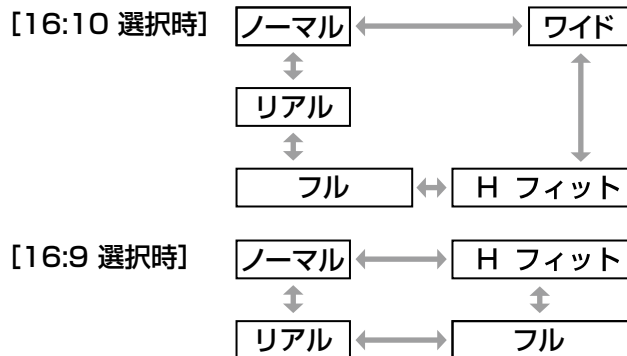 [16:10 選択時] ノーマル ワイド
リアル
フル H フィット
[16:9 選択時] ノーマル H フィット
リアル フル